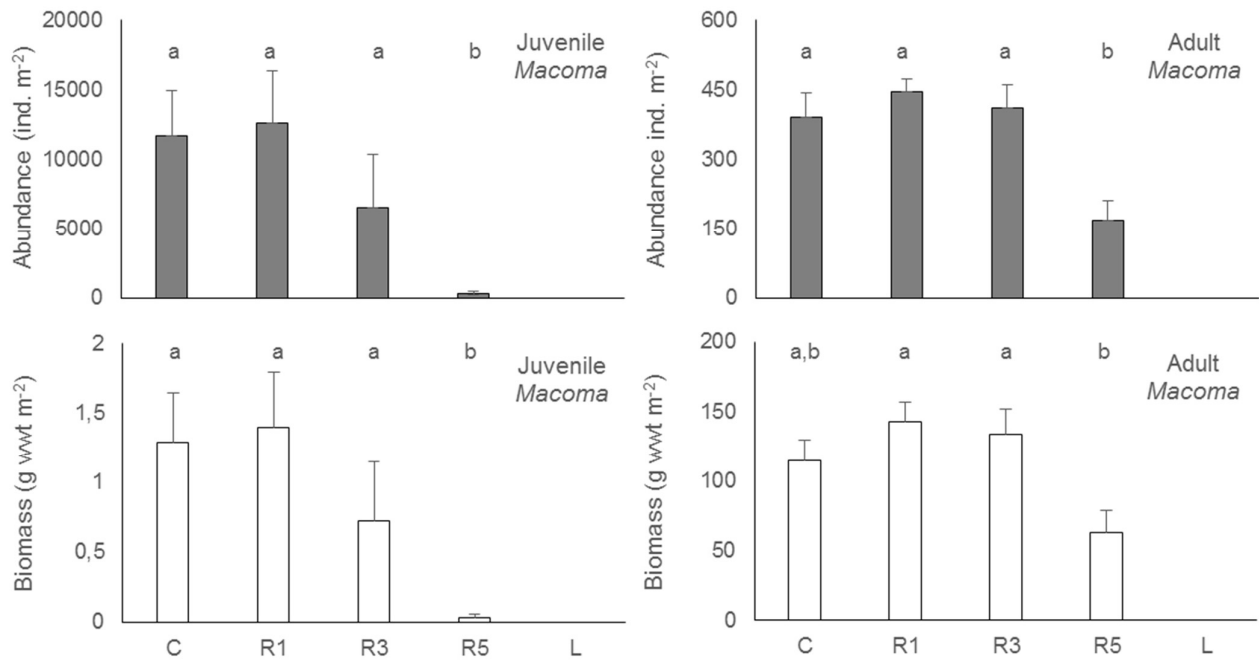 Abundance (ind. m-2)
20000
15000
10000
5000
0
a a a b
Juvenile
Macoma
Abundance ind. m-2)
600
450
300
150
0
a a a b
Adult
Macoma
Biomass (g wwt m-2)
2
1,5
1
0,5
0
a a a b
Juvenile
Macoma
C R1 R3 R5 L
Biomass (g wwt m-2)
200
150
100
50
0
a,b a a b
Adult
Macoma
C R1 R3 R5 L